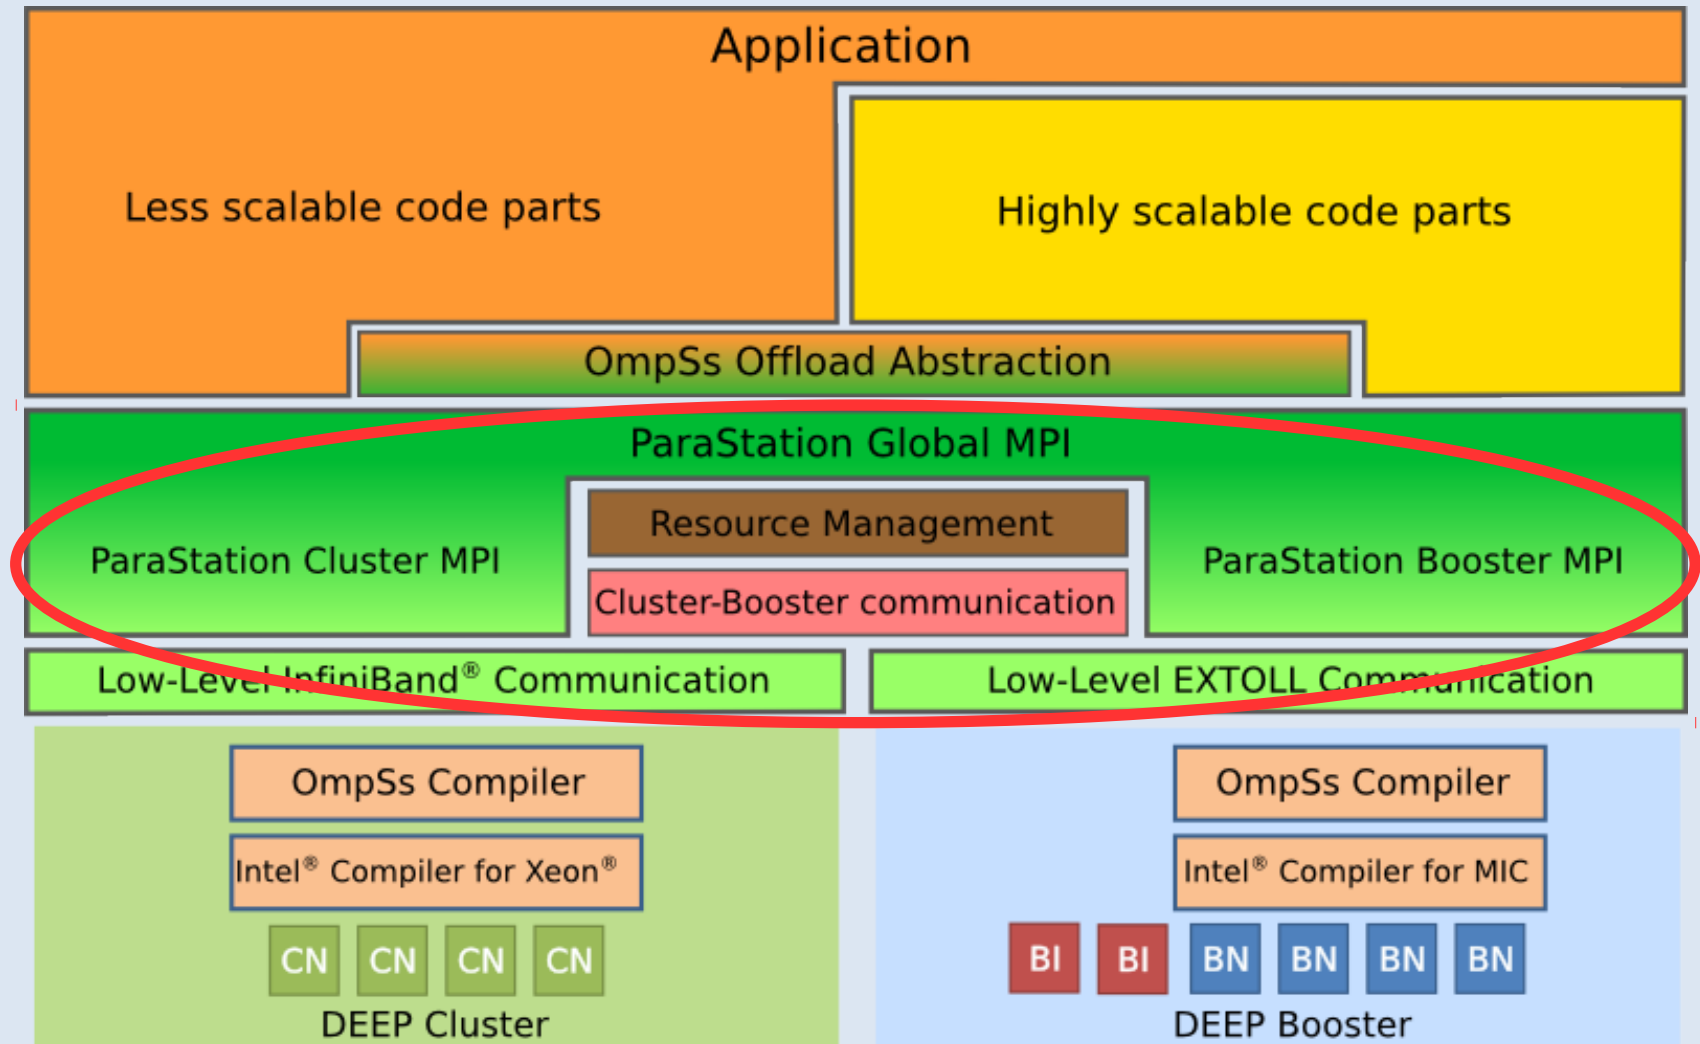 Application
Less scalable code parts
Highly scalable code parts
OmpSs Offload Abstraction
ParaStation Global MPI
Resource Management
ParaStation Cluster MPI
ParaStation Booster MPI
Cluster-Booster communication
Low-Level InfiniBand® Communication
Low-Level EXTOLL Communication
OmpSs Compiler
OmpSs Compiler
Intel® Compiler for Xeon®
Intel® Compiler for MIC
CN CN CN CN
BI BI BN BN BN BN
DEEP Cluster
DEEP Booster